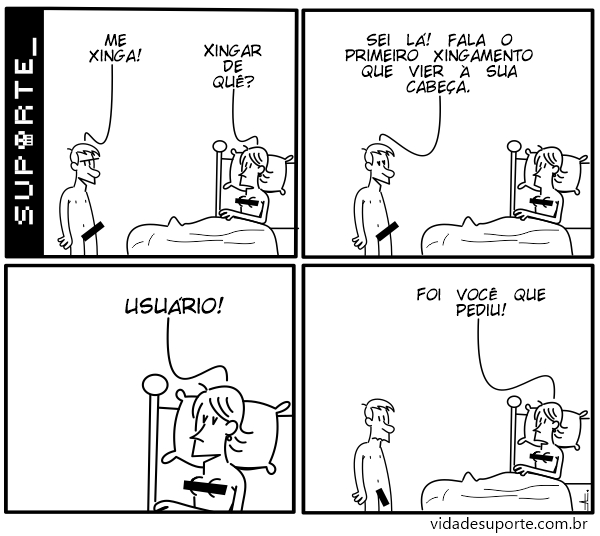 SUPORTE_
ME
XINGA!
XINGAR
DE
QUÊ?
SEI LÁ! FALA O
PRIMEIRO XINGAMENTO
QUE VIER À SUA
CABEÇA.
USUÁRIO!
FOI VOCÊ QUE
PEDIU!
vidadesuporte.com.br